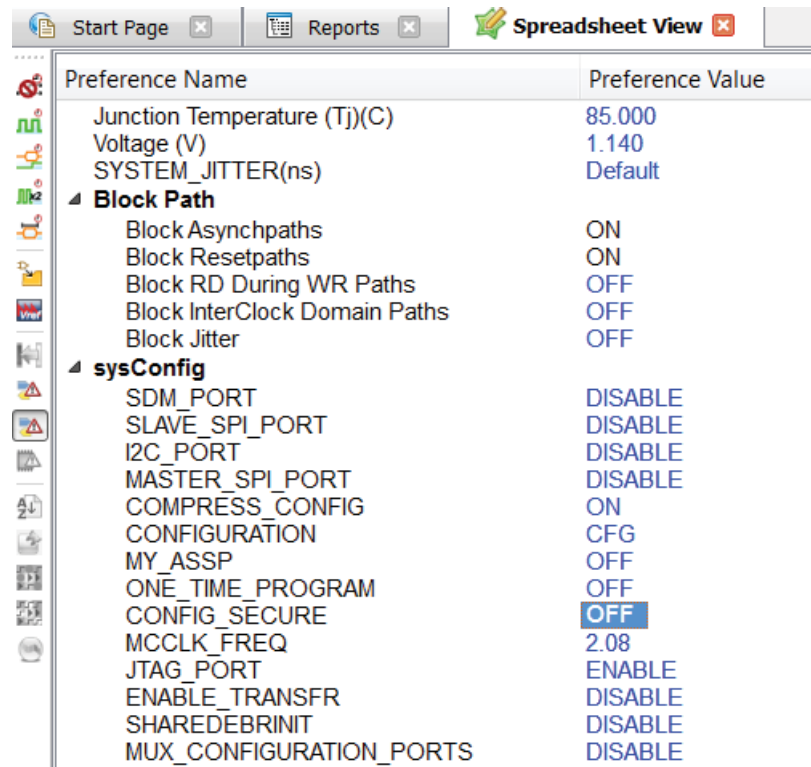 Start Page Reports Spreadsheet View
Preference Name Preference Value
Junction Temperature (Tj)(C) 85.000
Voltage (V) 1.140
SYSTEM_JITTER(ns) Default
Block Path
Block Asynchpaths ON
Block Resetpaths ON
Block RD During WR Paths OFF
Block InterClock Domain Paths OFF
Block Jitter OFF
sysConfig
SDM_PORT DISABLE
SLAVE_SPI_PORT DISABLE
I2C_PORT DISABLE
MASTER_SPI_PORT DISABLE
COMPRESS_CONFIG ON
CONFIGURATION CFG
MY_ASSP OFF
ONE_TIME_PROGRAM OFF
CONFIG_SECURE OFF
MCCLK_FREQ 2.08
JTAG_PORT ENABLE
ENABLE_TRANSFR DISABLE
SHAREDEBRINIT DISABLE
MUX_CONFIGURATION_PORTS DISABLE